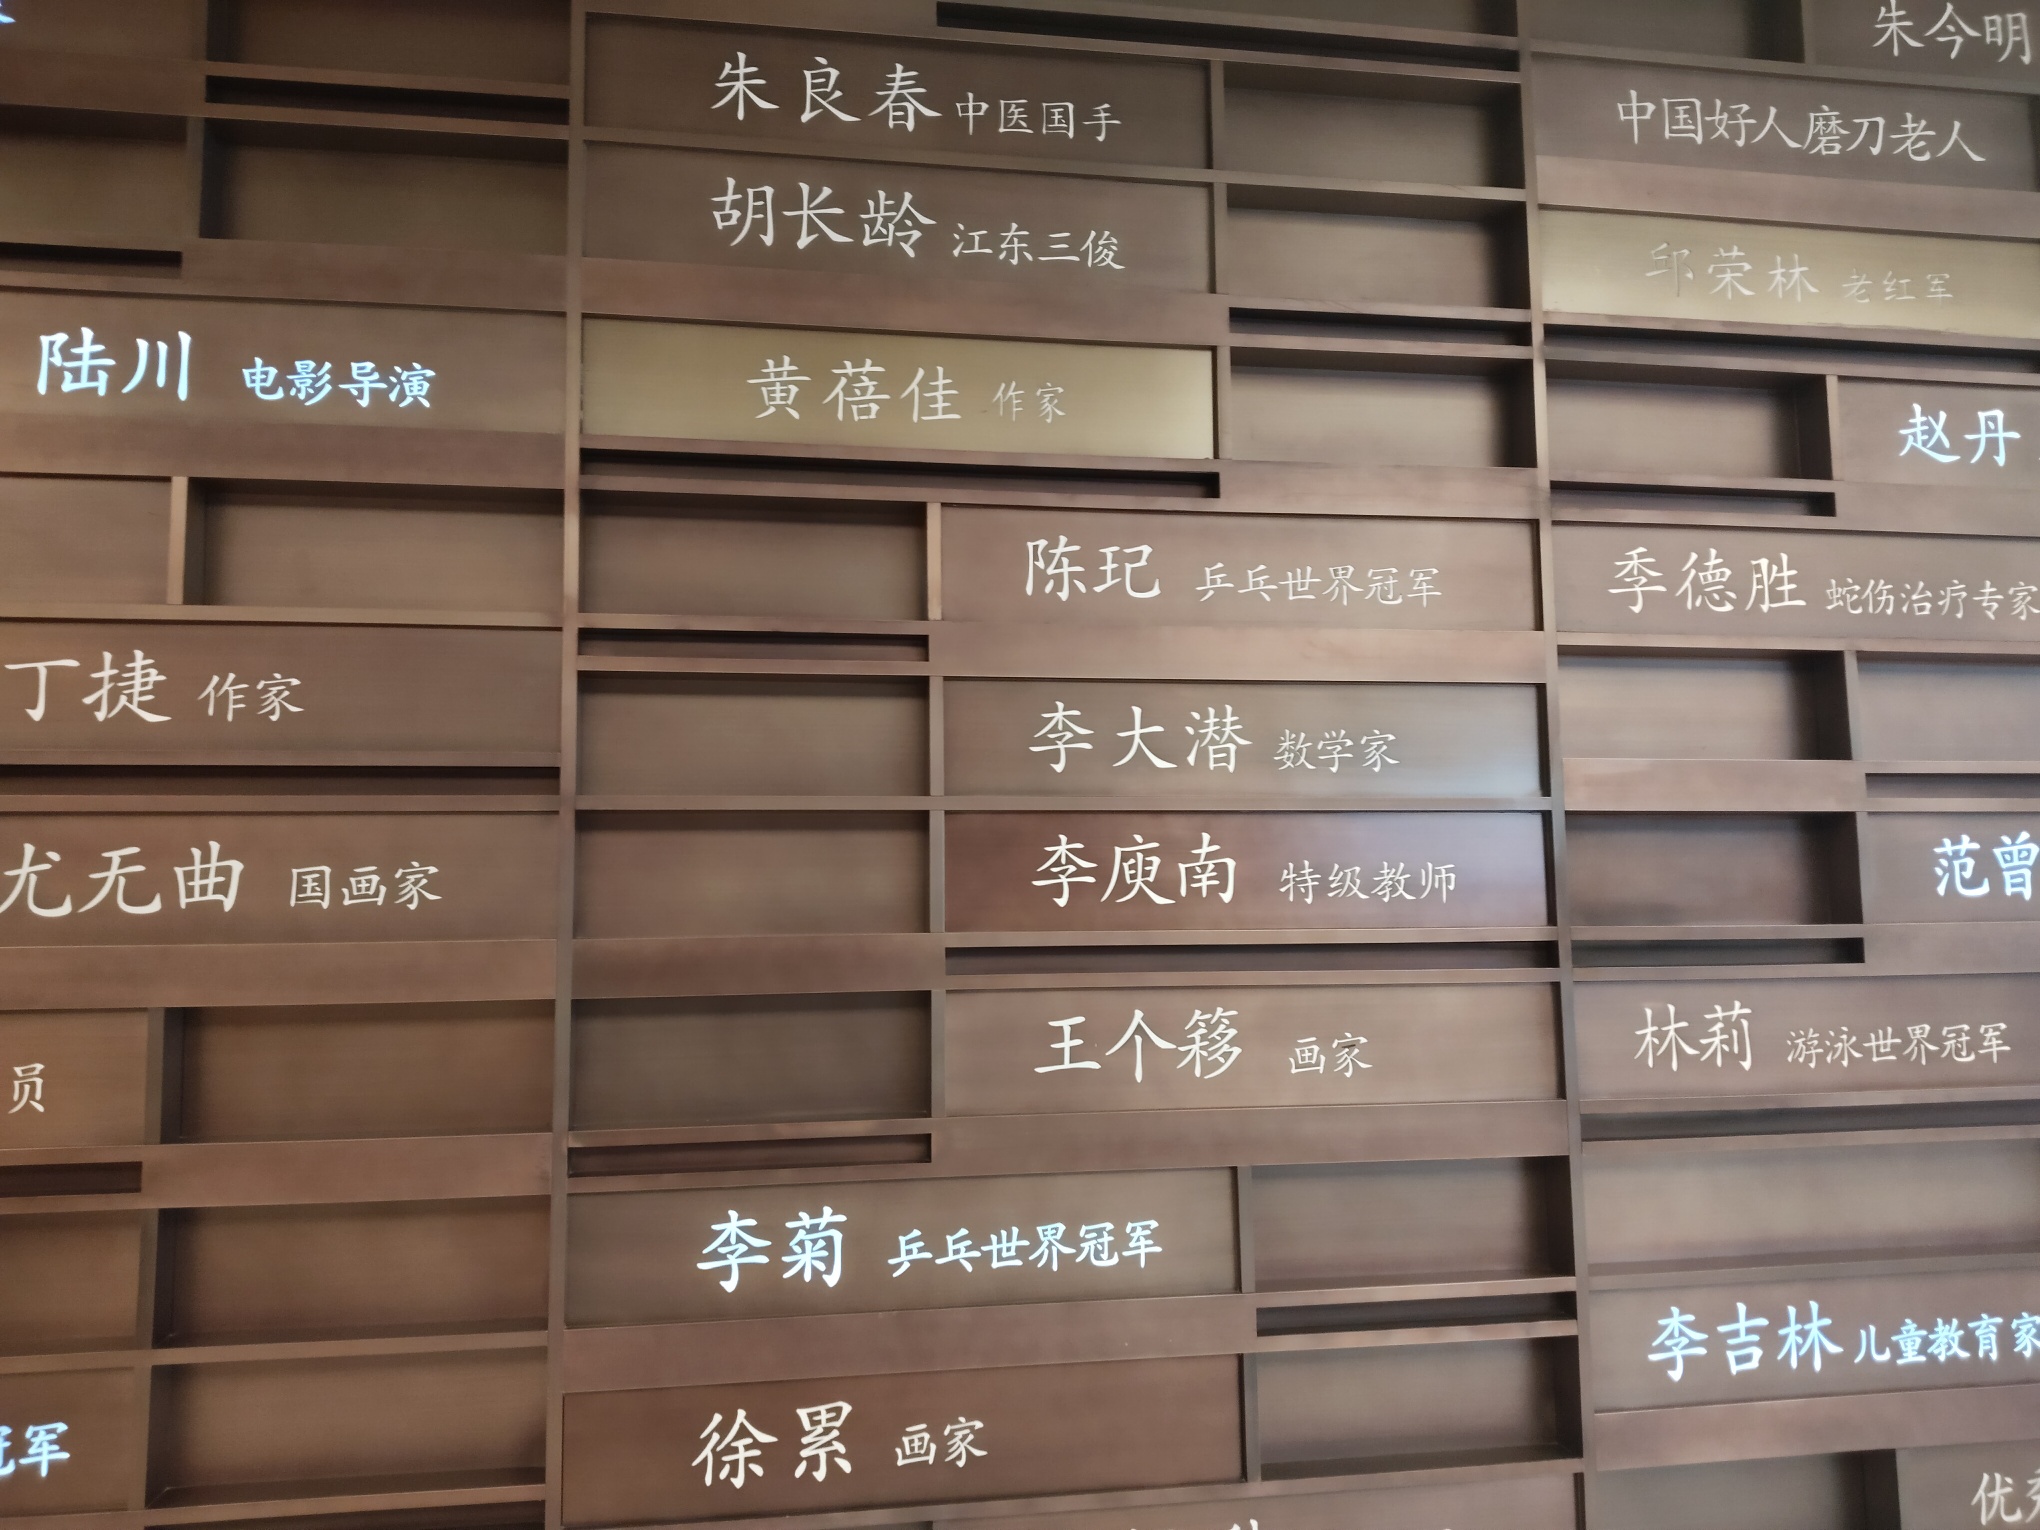 朱良春 中医国手
胡长龄 江东三俊
黄蓓佳 作家
陈玘 乒乓世界冠军
李大潜 数学家
李庾南 特级教师
王个簃 画家
李菊 乒乓世界冠军
徐累 画家
陆川 电影导演
丁捷 作家
尤无曲 国画家
员
冠军
朱今明
中国好人磨刀老人
邱荣林 老红军
赵丹
季德胜 蛇伤治疗专家
范曾
林莉 游泳世界冠军
李吉林 儿童教育家
优